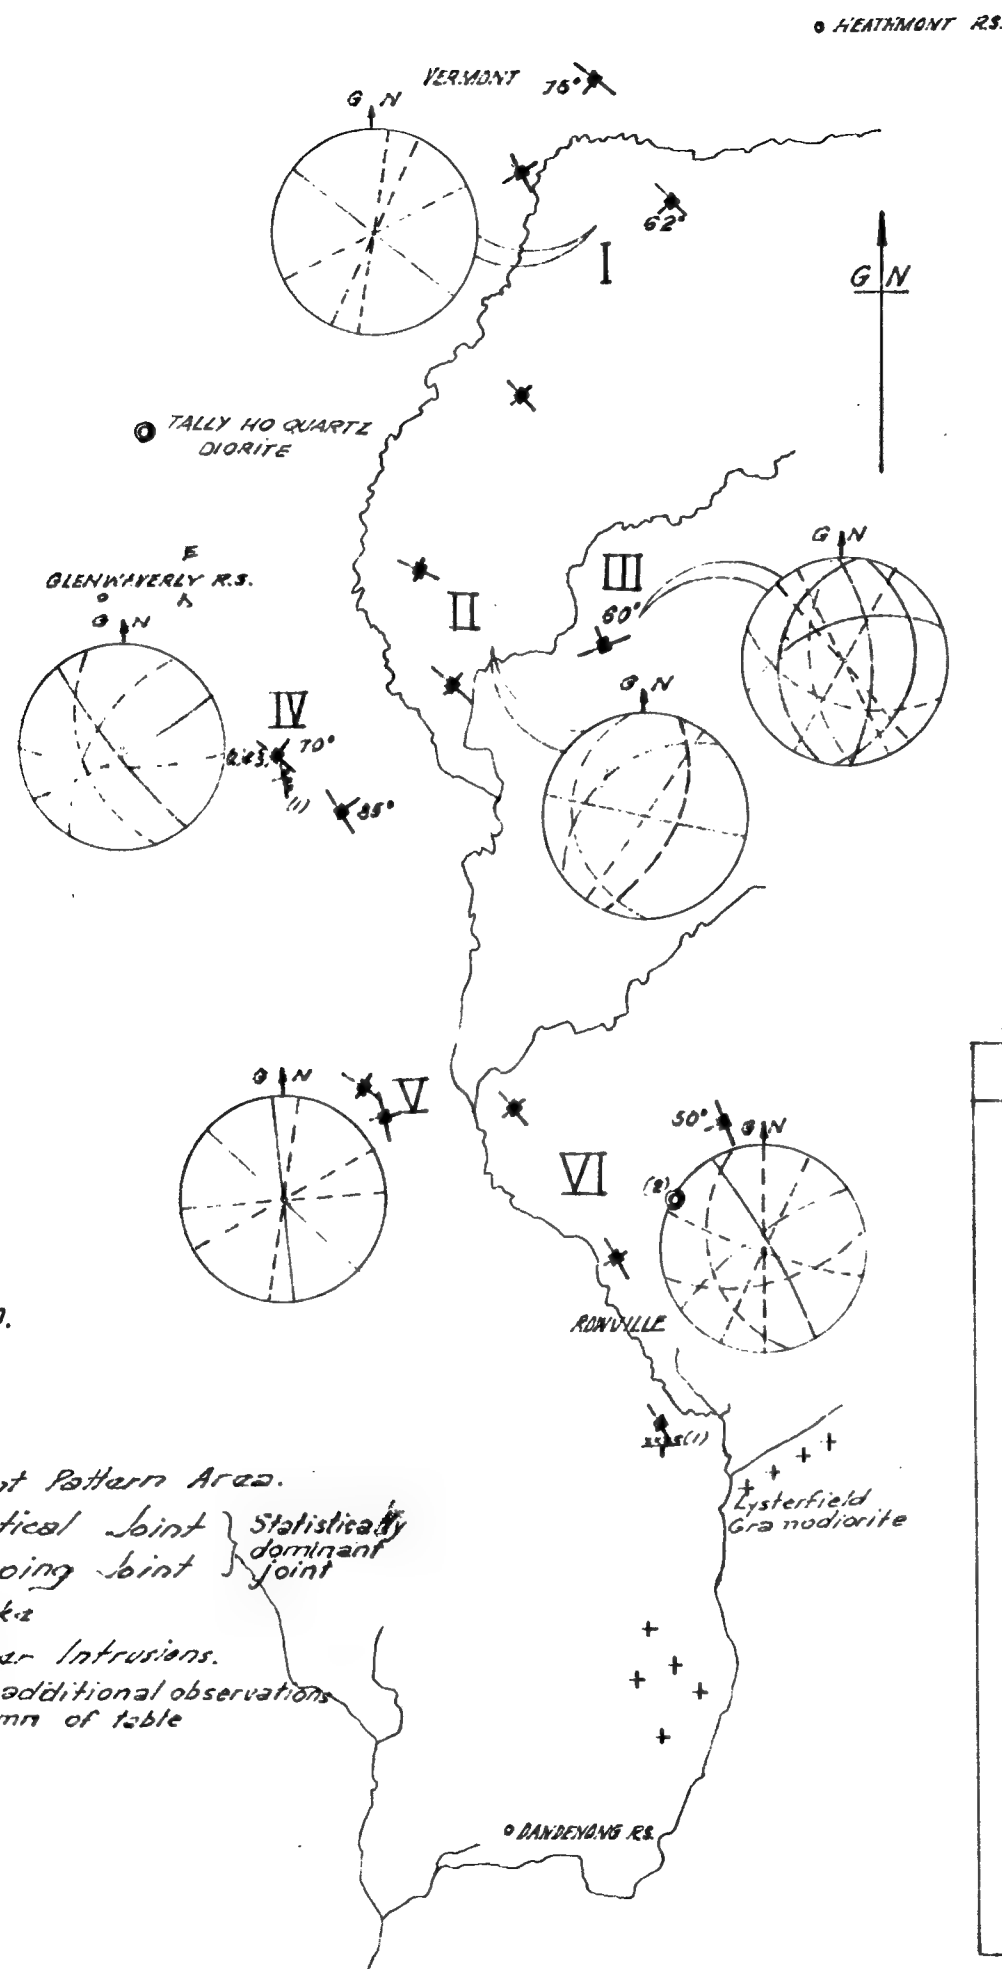 HEATHMONT R.S.
VERMONT
75°
G N
62°
I
G N
TALLY HO QUARTZ
DIORITE
E
GLENWAVERLY R.S.
G N
III
G N
60°
II
G N
IV
70°
(1)
85°
G N
V
50°
G N
VI
(2)
RONVILLE
(1)
Lysterfield
Granodiorite
Pattern Area.
tical Joint } Statistically
dominant
joint
ping Joint
ar Intrusions.
additional observations
mn of table
DANDENONG R.S.